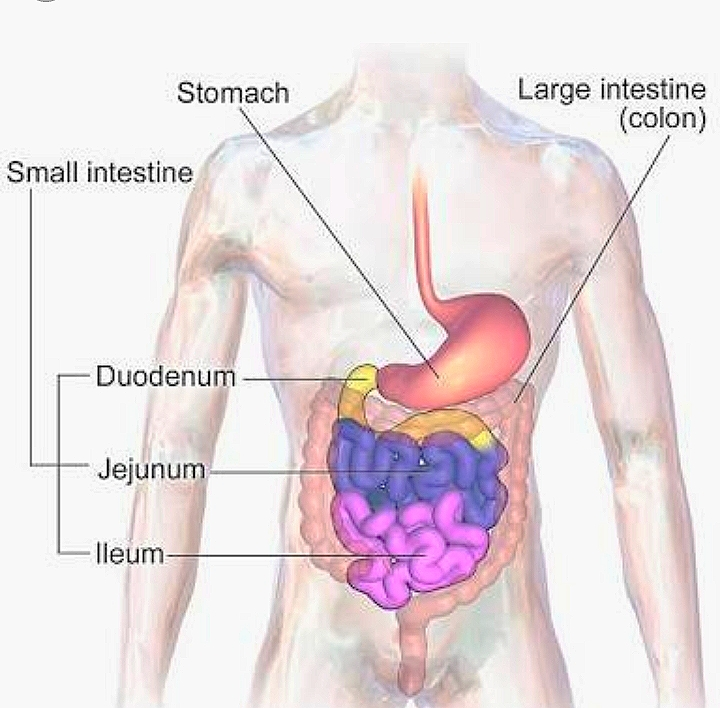 Stomach
Large intestine
(colon)
Small intestine
Duodenum
Jejunum
Ileum